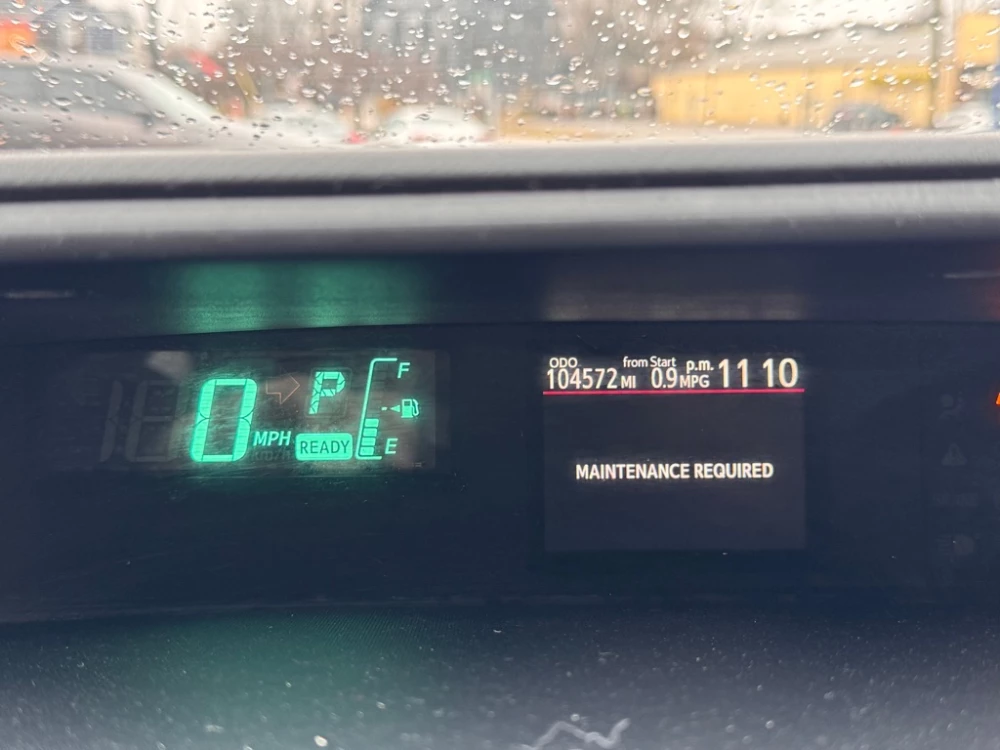 0 MPH
P
READY
F
E
ODO
104572 MI
from Start
0.9 MPG
p.m. 11 10
MAINTENANCE REQUIRED